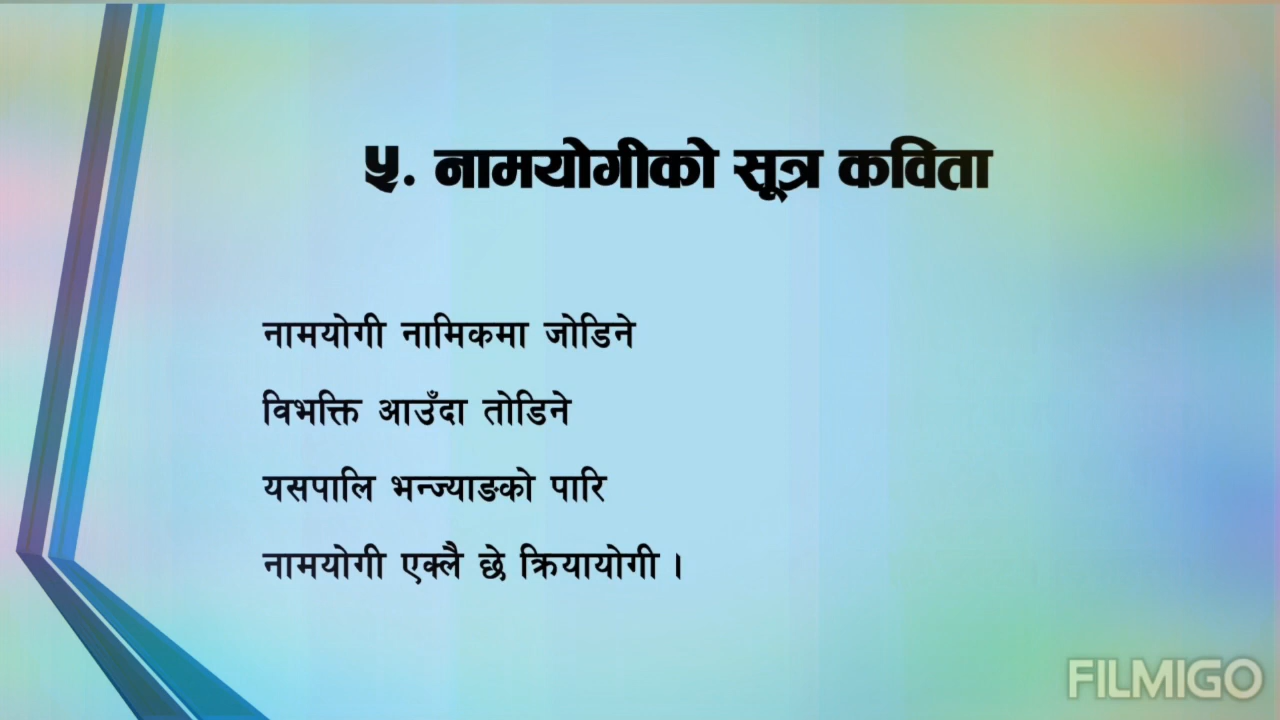 ५. नामयोगीको सूत्र कविता
नामयोगी नामिकमा जोडिने
विभक्ति आउँदा तोडिने
यसपालि भन्ज्याङको पारि
नामयोगी एक्लै छे क्रियायोगी ।
FILMIGO